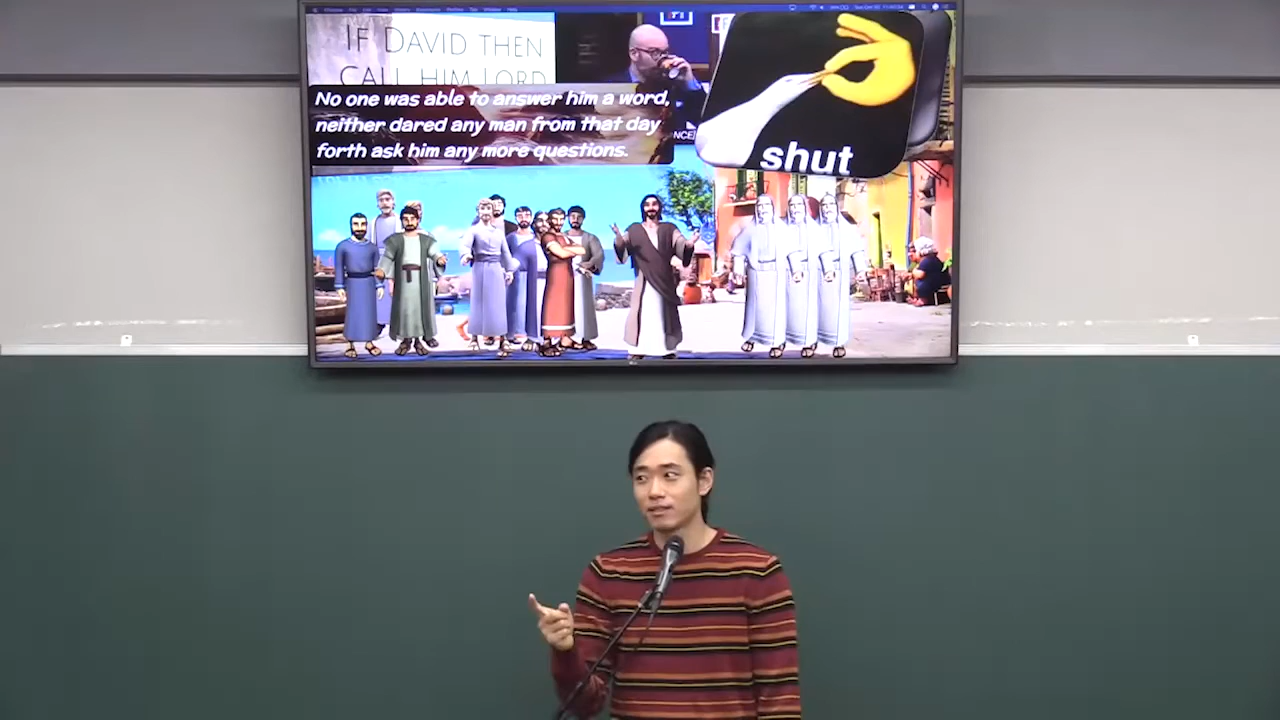 IF DAVID THEN
CALL HIM LORD
No one was able to answer him a word,
neither dared any man from that day
forth ask him any more questions.
NCE]
shut